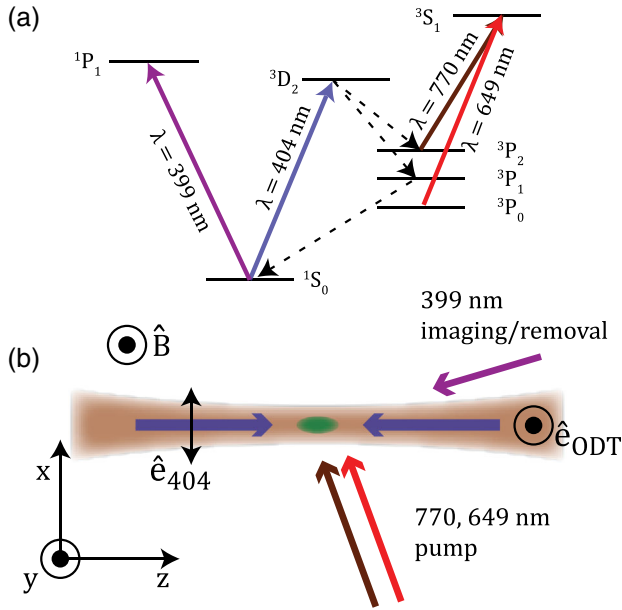 (a)
³S₁
¹P₁
³D₂
λ = 770 nm
λ = 649 nm
λ = 399 nm
λ = 404 nm
³P₂
³P₁
³P₀
¹S₀
399 nm
imaging/removal
(b)
B̂
ê₄₀₄
ê_ODT
x
y
z
770, 649 nm
pump